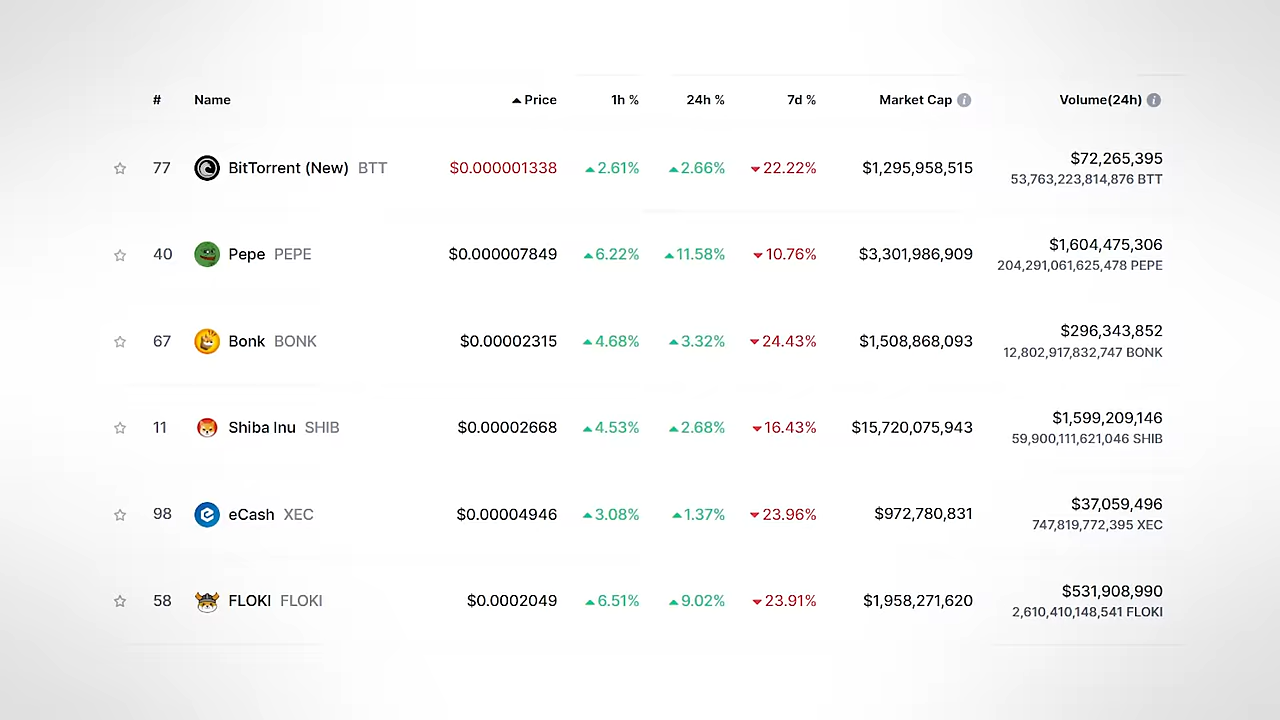 # Name Price 1h % 24h % 7d % Market Cap Volume(24h)
77 BitTorrent (New) BTT $0.000001338 2.61% 2.66% 22.22% $1,295,958,515 $72,265,395
53,763,223,814,876 BTT
40 Pepe PEPE $0.000007849 6.22% 11.58% 10.76% $3,301,986,909 $1,604,475,306
204,291,061,625,478 PEPE
67 Bonk BONK $0.00002315 4.68% 3.32% 24.43% $1,508,868,093 $296,343,852
12,802,917,832,747 BONK
11 Shiba Inu SHIB $0.00002668 4.53% 2.68% 16.43% $15,720,075,943 $1,599,209,146
59,900,111,621,046 SHIB
98 eCash XEC $0.00004946 3.08% 1.37% 23.96% $972,780,831 $37,059,496
747,819,772,395 XEC
58 FLOKI FLOKI $0.0002049 6.51% 9.02% 23.91% $1,958,271,620 $531,908,990
2,610,410,148,541 FLOKI